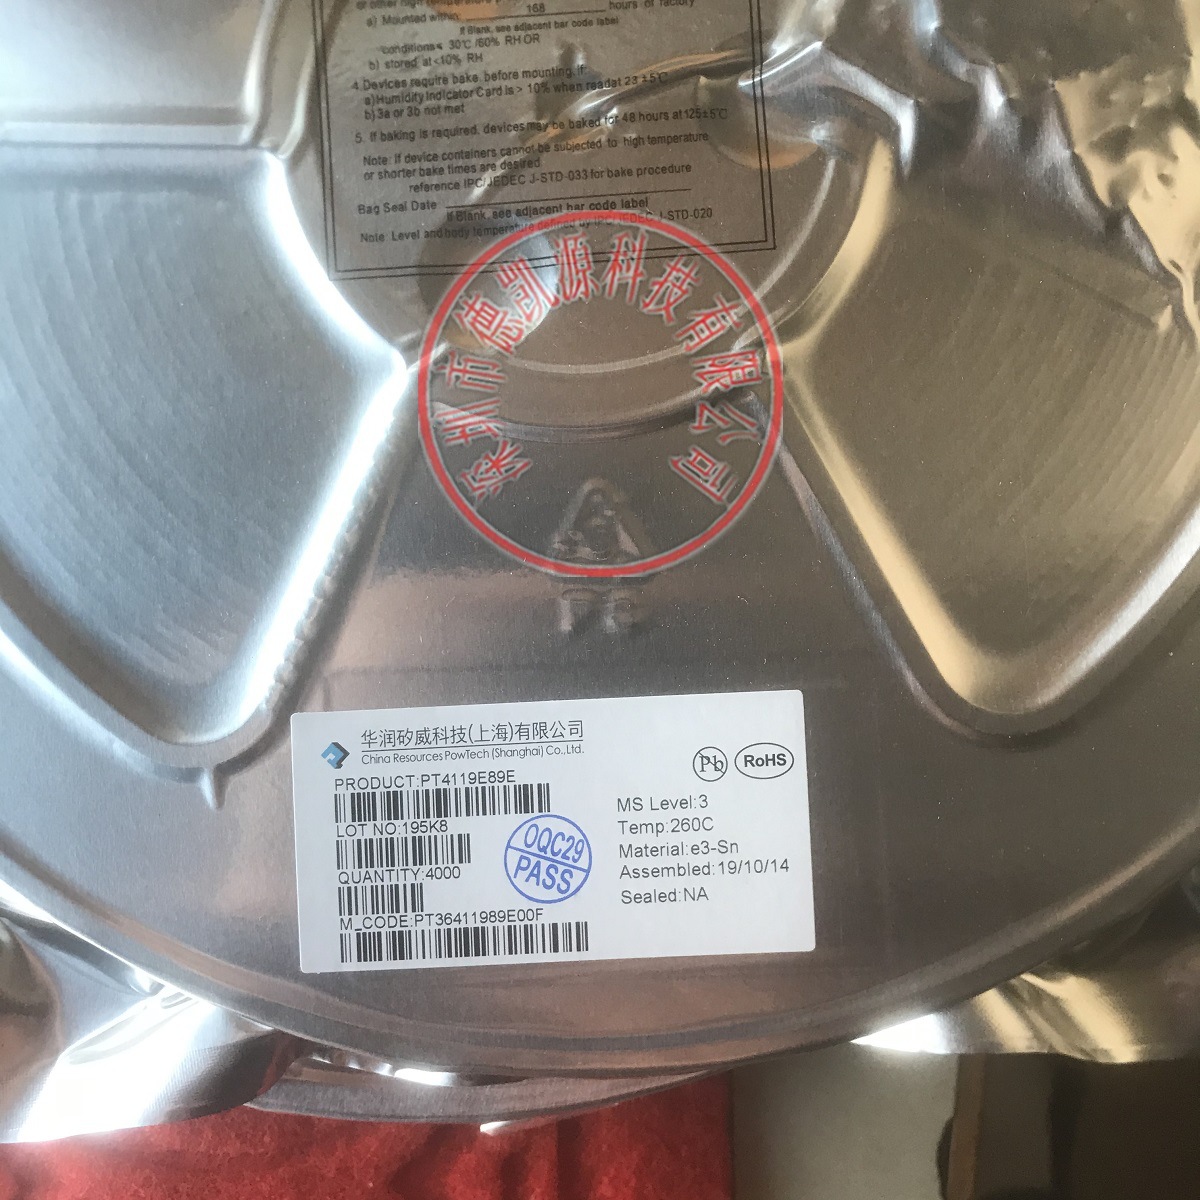 168 hours of factory
a) Mounted within
If Blank, see adjacent bar code label
conditions≤ 30℃ /60% RH OR
b) stored at<10% RH
4.Devices require bake. before mounting, if:
a)Humidity Indicator Card is > 10% when readat 23 ±5℃
b)3a or 3b not met
5. If baking is required. devices may be baked for 48 hours at 125±5℃
Note: If device containers cannot be subjected to high temperature
or shorter bake times are desired
reference IPC/JEDEC J-STD-033 for bake procedure
Bag Seal Date
If Blank, see adjacent bar code label
Note: Level and body temperature defined by IPC/JEDEC J-STD-020
深圳市德凯源科技有限公司
PS
华润矽威科技(上海)有限公司
China Resources PowTech (Shanghai) Co.,Ltd.
PRODUCT:PT4119E89E
LOT NO:195K8
QUANTITY:4000
M_CODE:PT36411989E00F
OQC29
PASS
Pb
RoHS
MS Level:3
Temp:260C
Material:e3-Sn
Assembled:19/10/14
Sealed:NA